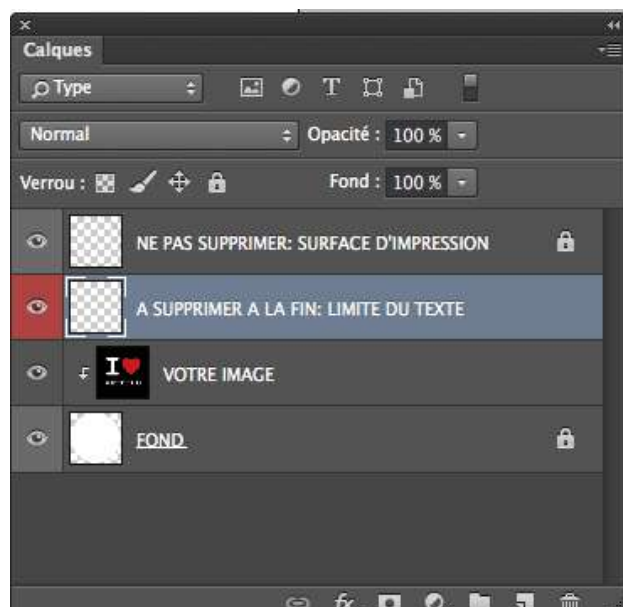 Calques
Type
Normal Opacité : 100 %
Verrou : Fond : 100 %
NE PAS SUPPRIMER: SURFACE D'IMPRESSION
A SUPPRIMER A LA FIN: LIMITE DU TEXTE
I
VOTRE IMAGE
FOND
fx